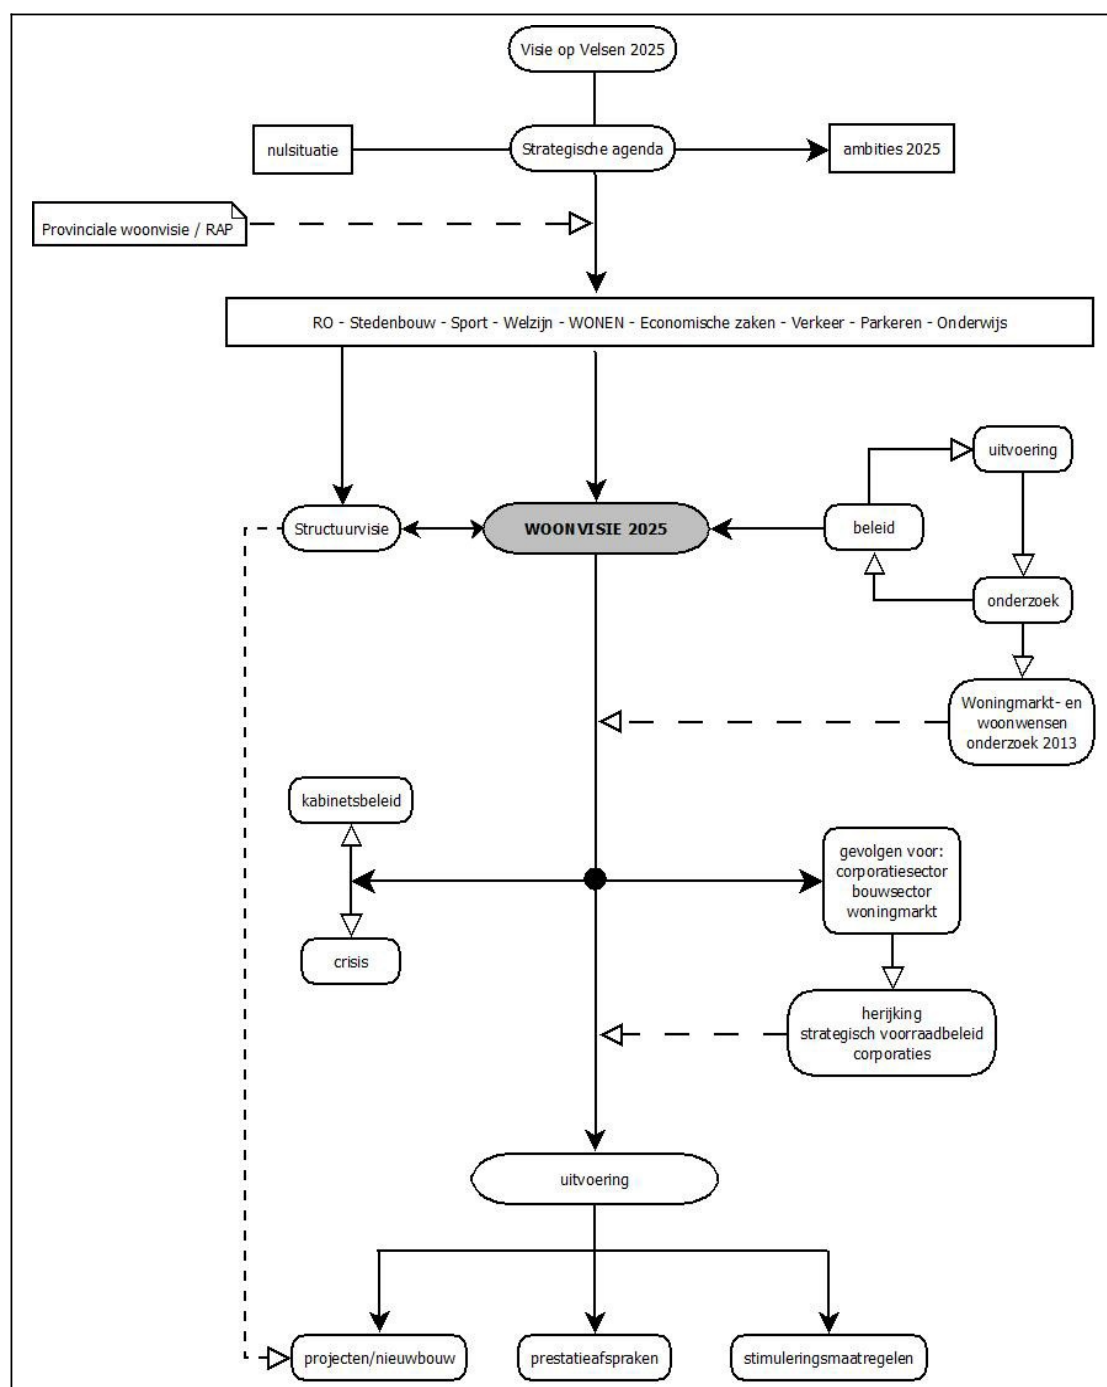 Visie op Velsen 2025
nulsituatie
Strategische agenda
ambities 2025
Provinciale woonvisie / RAP
RO - Stedenbouw - Sport - Welzijn - WONEN - Economische zaken - Verkeer - Parkeren - Onderwijs
uitvoering
Structuurvisie
WOONVISIE 2025
beleid
onderzoek
Woningmarkt- en
woonwensen
onderzoek 2013
kabinetsbeleid
gevolgen voor:
corporatiesector
bouwsector
woningmarkt
crisis
herijking
strategisch voorraadbeleid
corporaties
uitvoering
projecten/nieuwbouw
prestatieafspraken
stimuleringsmaatregelen